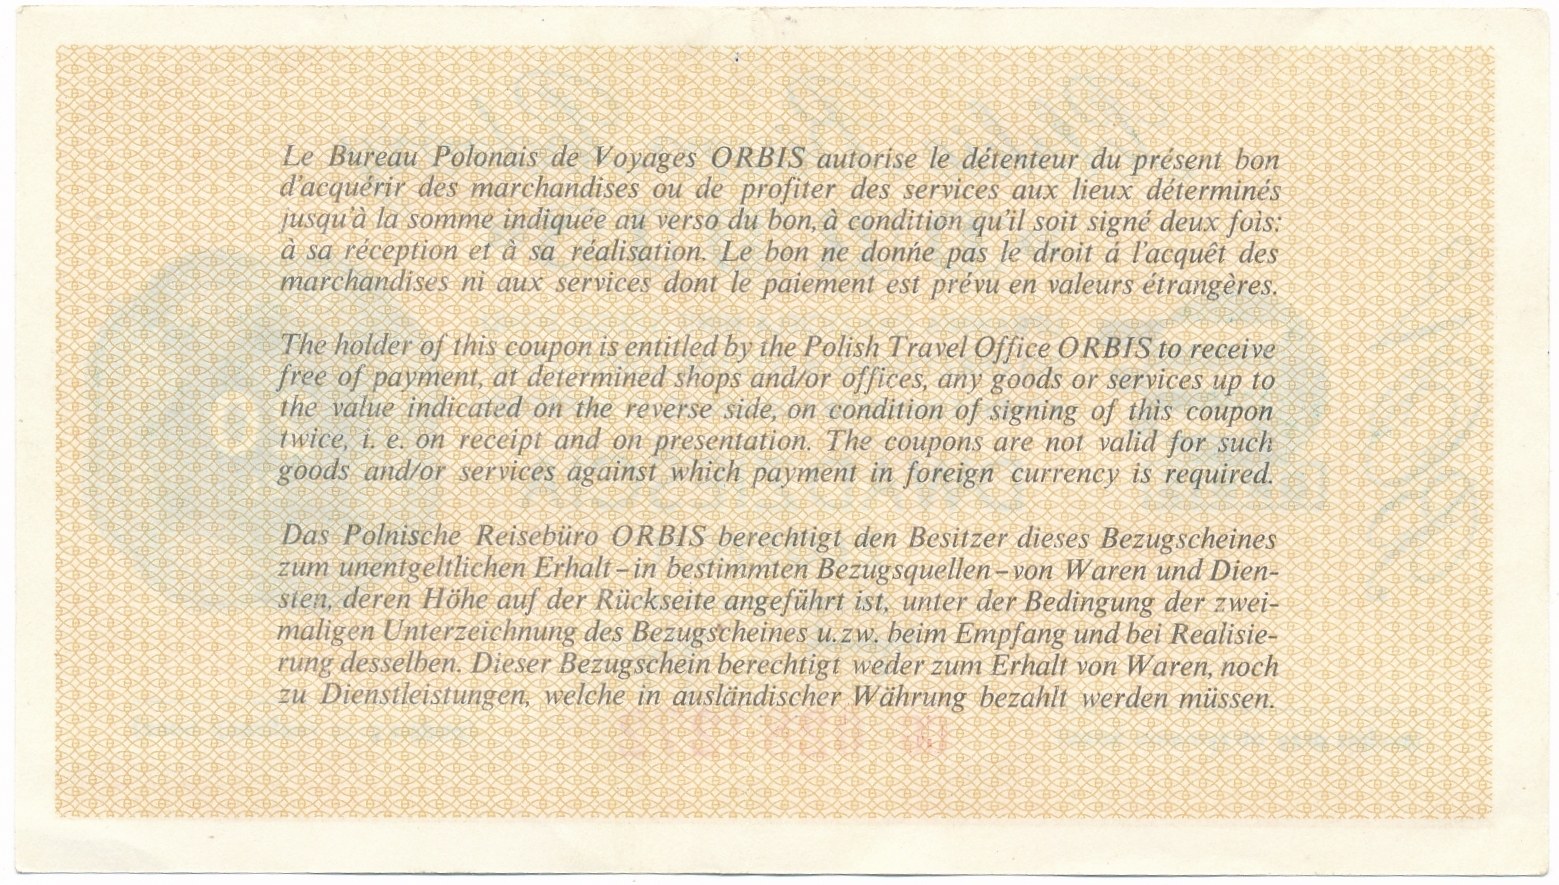 Le Bureau Polonais de Voyages ORBIS autorise le détenteur du présent bon
d'acquérir des marchandises ou de profiter des services aux lieux déterminés
jusqu'à la somme indiquée au verso du bon, à condition qu'il soit signé deux fois:
à sa réception et à sa réalisation. Le bon ne donńe pas le droit á l'acquêt des
marchandises ni aux services dont le paiement est prévu en valeurs étrangères.
The holder of this coupon is entitled by the Polish Travel Office ORBIS to receive
free of payment, at determined shops and/or offices, any goods or services up to
the value indicated on the reverse side, on condition of signing of this coupon
twice, i. e. on receipt and on presentation. The coupons are not valid for such
goods and/or services against which payment in foreign currency is required.
Das Polnische Reisebüro ORBIS berechtigt den Besitzer dieses Bezugscheines
zum unentgeltlichen Erhalt – in bestimmten Bezugsquellen – von Waren und Dien-
sten, deren Höhe auf der Rückseite angeführt ist, unter der Bedingung der zwei-
maligen Unterzeichnung des Bezugscheines u.zw. beim Empfang und bei Realisie-
rung desselben. Dieser Bezugschein berechtigt weder zum Erhalt von Waren, noch
zu Dienstleistungen, welche in ausländischer Währung bezahlt werden müssen.